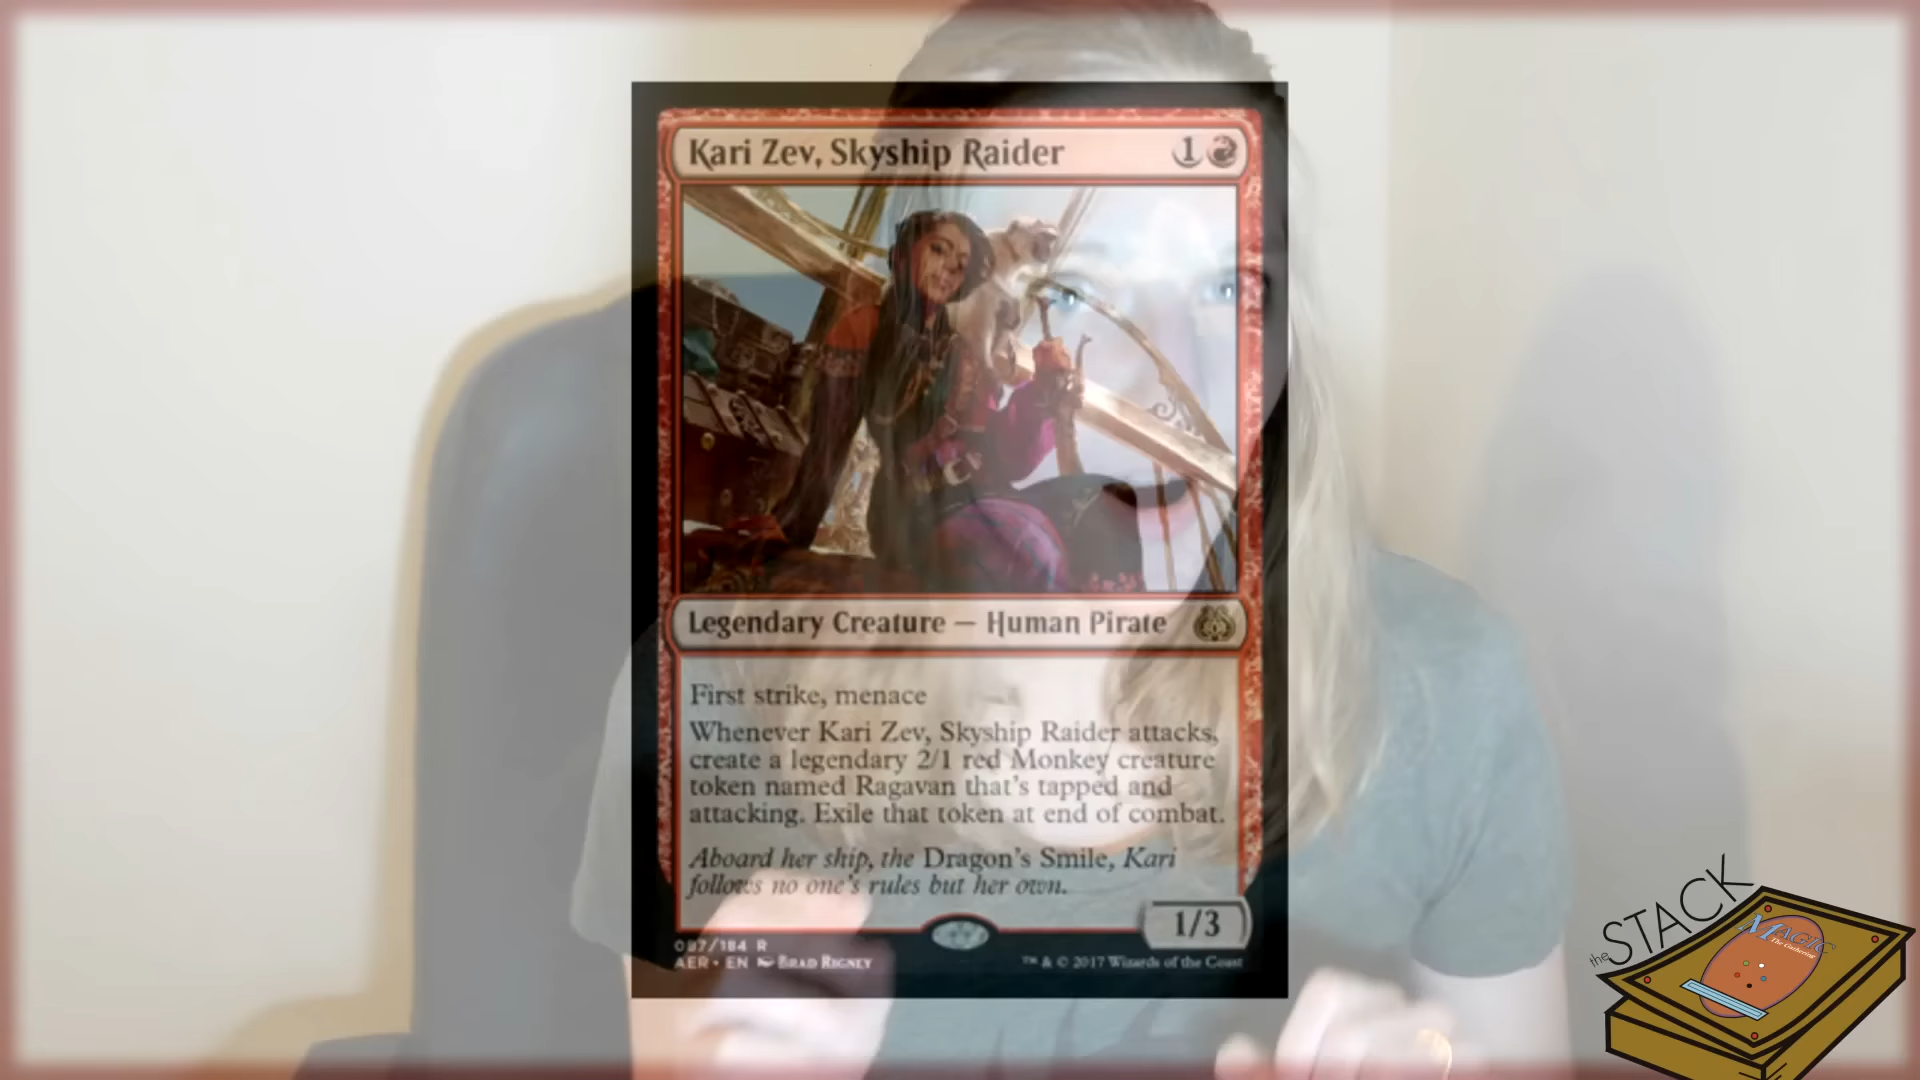 Kari Zev, Skyship Raider 1
Legendary Creature — Human Pirate
First strike, menace
Whenever Kari Zev, Skyship Raider attacks,
create a legendary 2/1 red Monkey creature
token named Ragavan that's tapped and
attacking. Exile that token at end of combat.
Aboard her ship, the Dragon's Smile, Kari
follows no one's rules but her own.
1/3
087/184 R
AER • EN Brad Rigney
™ & © 2017 Wizards of the Coast
the STACK
MAGIC
The Gathering